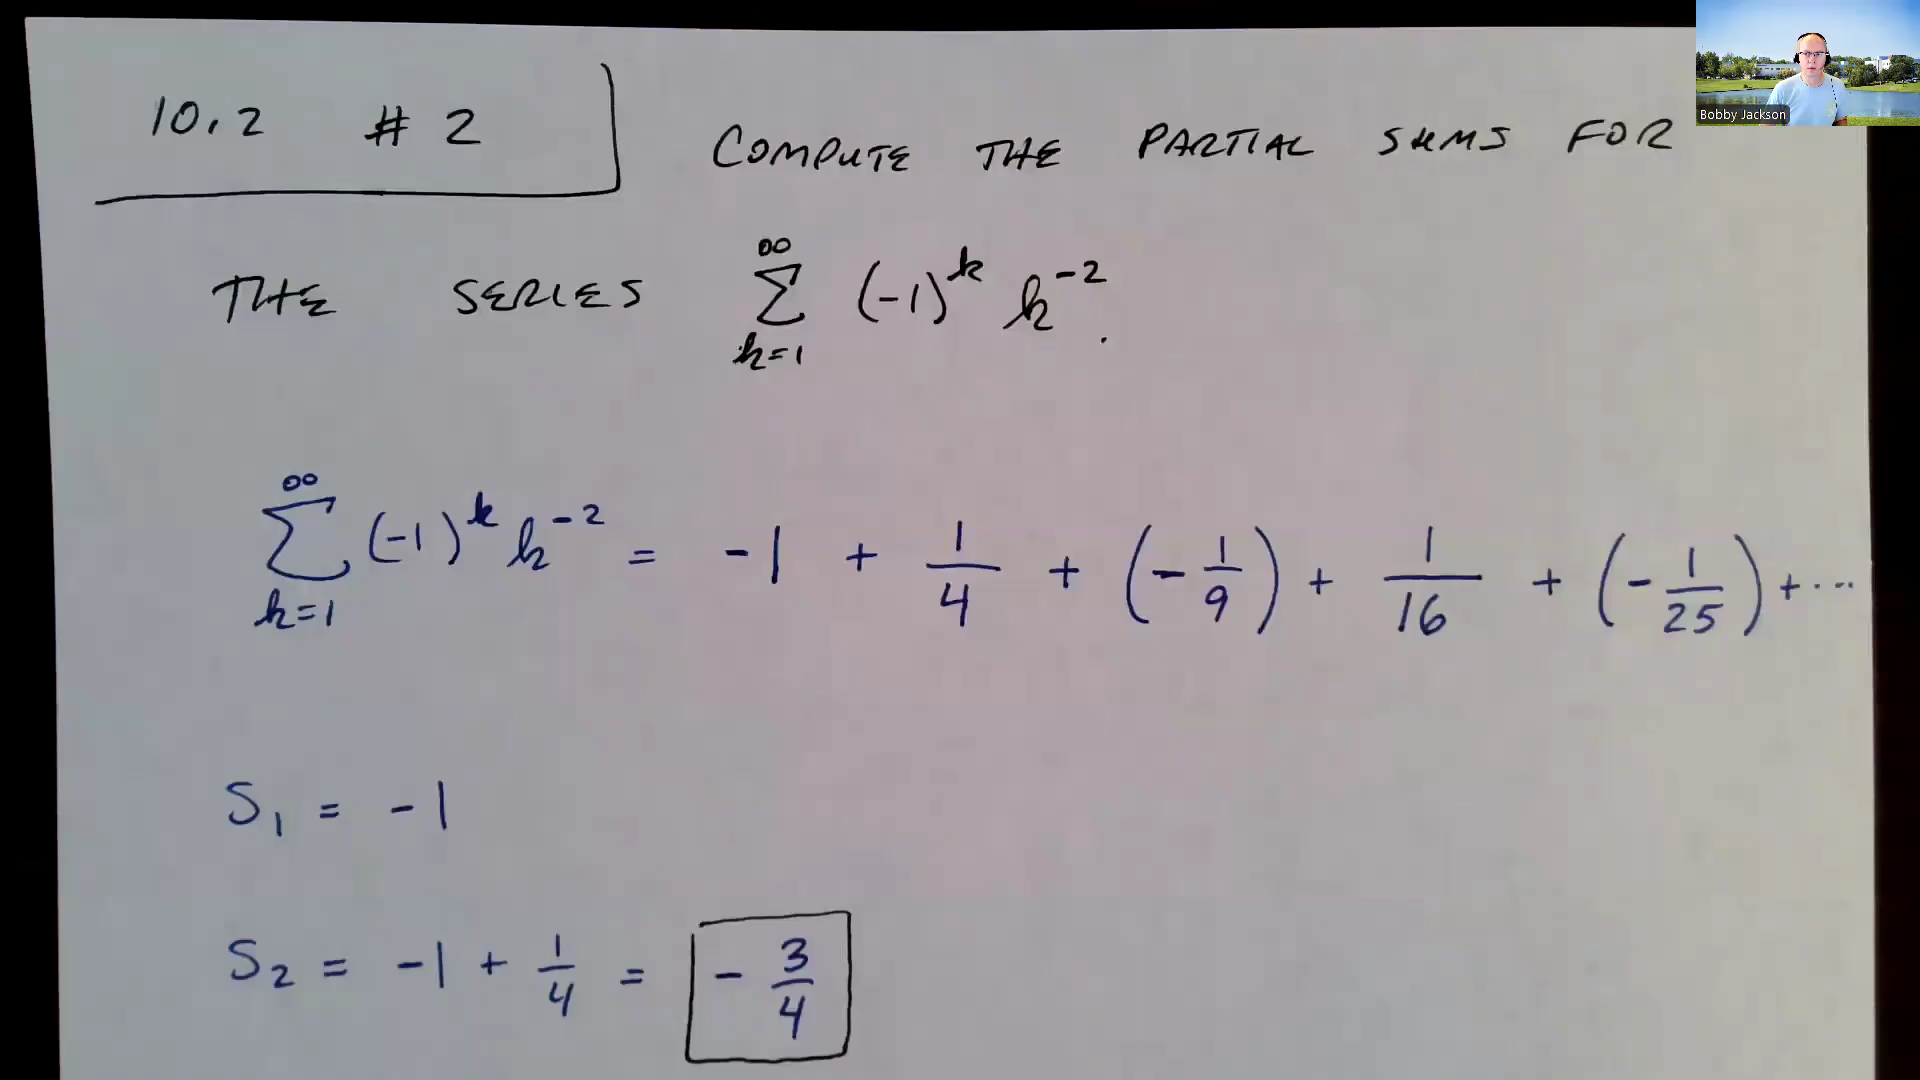 10.2 # 2 COMPUTE THE PARTIAL SUMS FOR
THE SERIES ∑_{k=1}^{∞} (-1)^k k^{-2}.
∑_{k=1}^{∞} (-1)^k k^{-2} = -1 + 1/4 + (-1/9) + 1/16 + (-1/25) + ...
S₁ = -1
S₂ = -1 + 1/4 = -3/4
Bobby Jackson